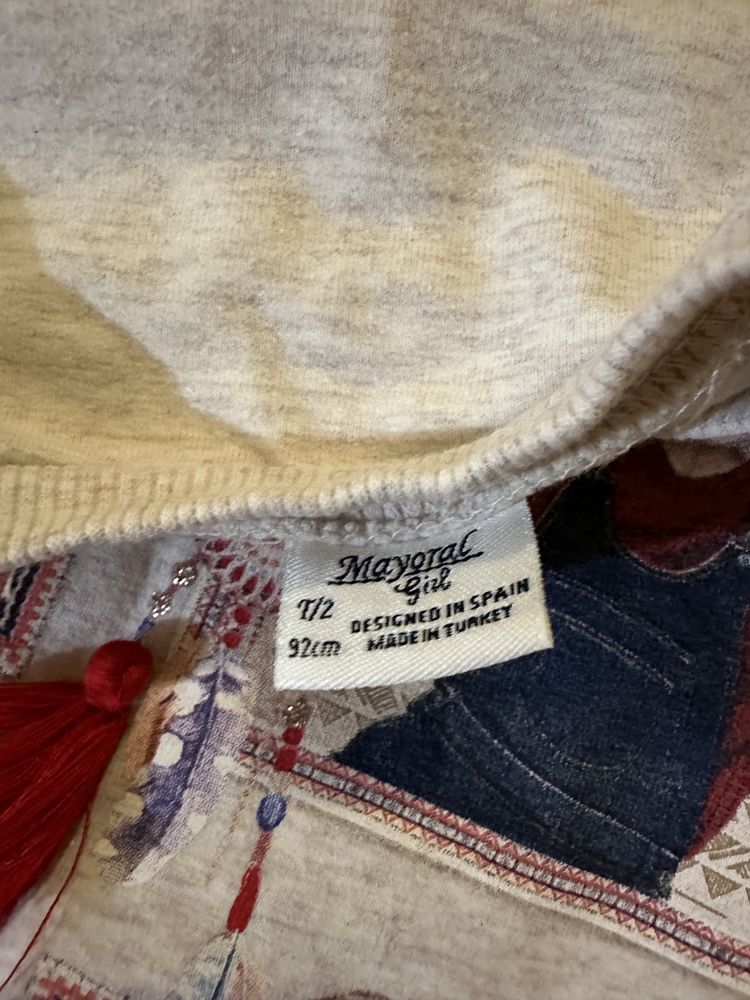 Mayoral
Girl
T/2
DESIGNED IN SPAIN
92cm
MADE IN TURKEY